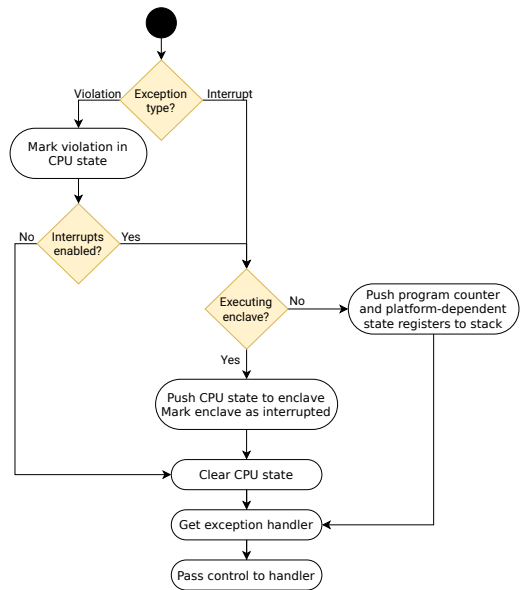 Exception
type?
Violation
Interrupt
Mark violation in
CPU state
Interrupts
enabled?
No
Yes
Executing
enclave?
No
Push program counter
and platform-dependent
state registers to stack
Yes
Push CPU state to enclave
Mark enclave as interrupted
Clear CPU state
Get exception handler
Pass control to handler